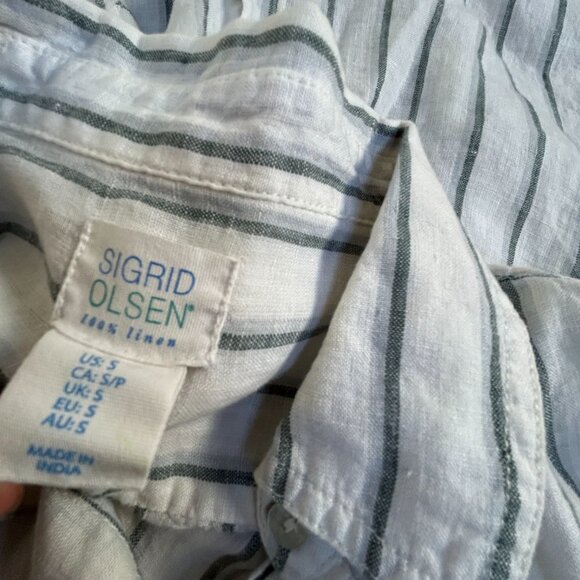 SIGRID
OLSEN®
100% linen
US: S
CA: S/P
UK: S
EU: S
AU: S
MADE IN
INDIA